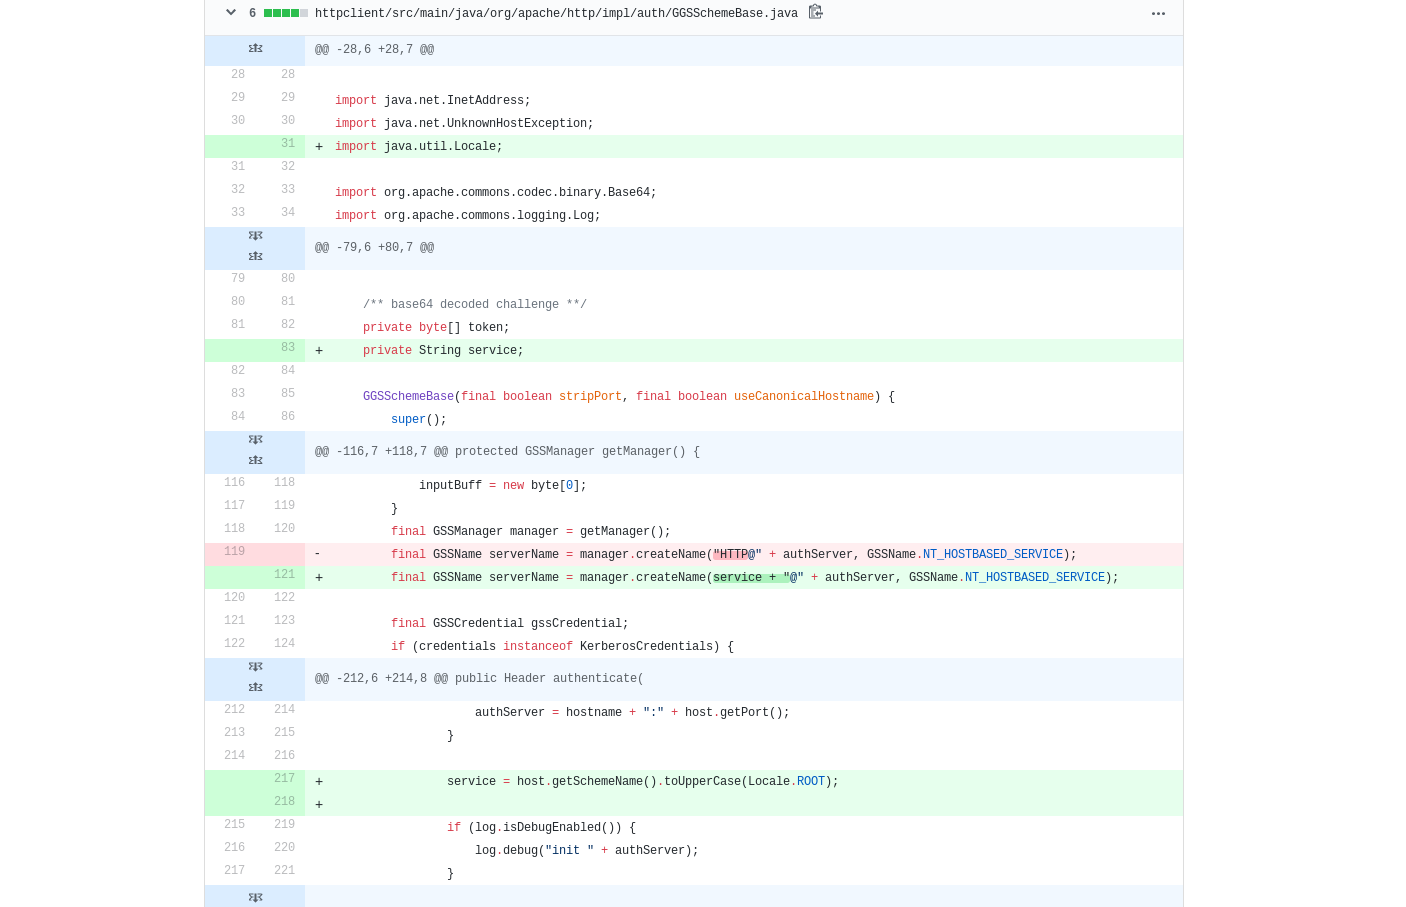 6 httpclient/src/main/java/org/apache/http/impl/auth/GGSSchemeBase.java
@@ -28,6 +28,7 @@
28 28
29 29 import java.net.InetAddress;
30 30 import java.net.UnknownHostException;
31 + import java.util.Locale;
31 32
32 33 import org.apache.commons.codec.binary.Base64;
33 34 import org.apache.commons.logging.Log;
@@ -79,6 +80,7 @@
79 80
80 81 /** base64 decoded challenge **/
81 82 private byte[] token;
83 + private String service;
82 84
83 85 GGSSchemeBase(final boolean stripPort, final boolean useCanonicalHostname) {
84 86 super();
@@ -116,7 +118,7 @@ protected GSSManager getManager() {
116 118 inputBuff = new byte[0];
117 119 }
118 120 final GSSManager manager = getManager();
119 - final GSSName serverName = manager.createName("HTTP@" + authServer, GSSName.NT_HOSTBASED_SERVICE);
121 + final GSSName serverName = manager.createName(service + "@" + authServer, GSSName.NT_HOSTBASED_SERVICE);
120 122
121 123 final GSSCredential gssCredential;
122 124 if (credentials instanceof KerberosCredentials) {
@@ -212,6 +214,8 @@ public Header authenticate(
212 214 authServer = hostname + ":" + host.getPort();
213 215 }
214 216
217 + service = host.getSchemeName().toUpperCase(Locale.ROOT);
218 +
215 219 if (log.isDebugEnabled()) {
216 220 log.debug("init " + authServer);
217 221 }